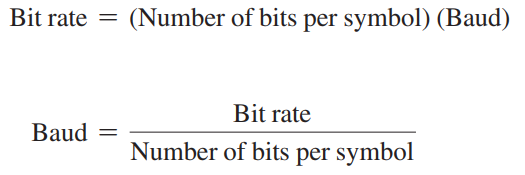 Bit rate = (Number of bits per symbol) (Baud)
Bit rate
Baud =
Number of bits per symbol